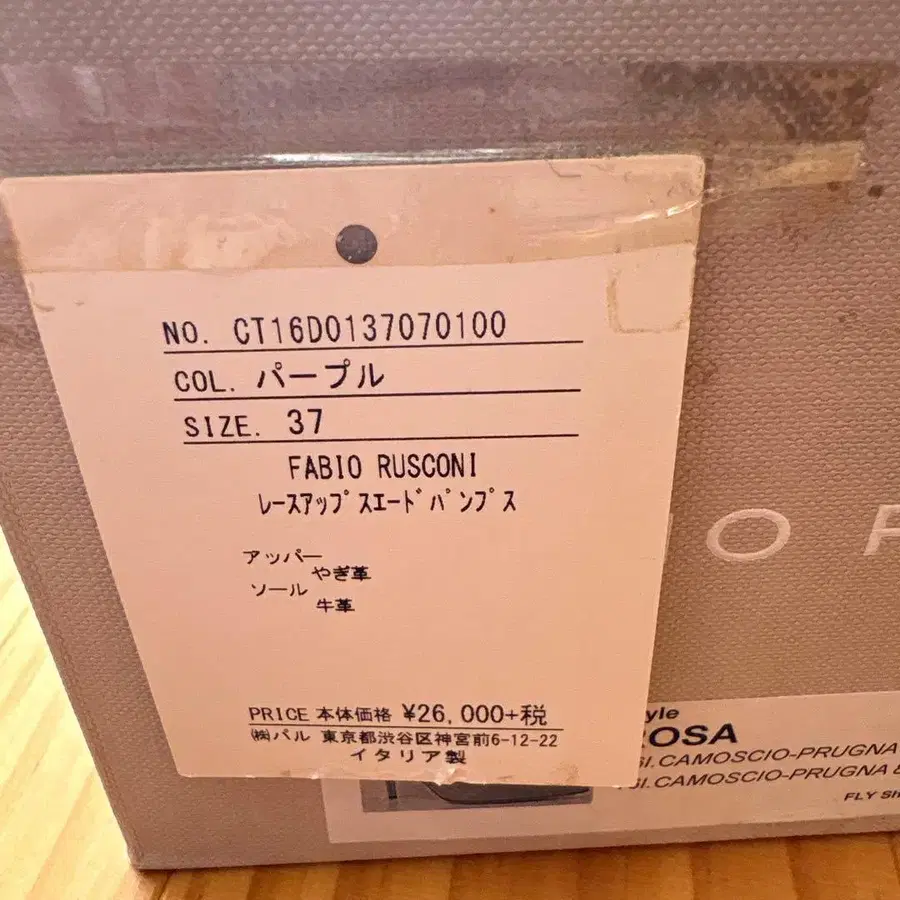 NO. CT16D0137070100
COL. パープル
SIZE. 37
FABIO RUSCONI
ﾚｰｽｱｯﾌﾟｽｴｰﾄﾞﾊﾟﾝﾌﾟｽ
アッパー
やぎ革
ソール
牛革
PRICE 本体価格 ¥26,000+税
㈱パル 東京都渋谷区神宮前6-12-22
イタリア製
O
yle
OSA
SI.CAMOSCIO-PRUGNA
SI.CAMOSCIO-PRUGNA
FLY